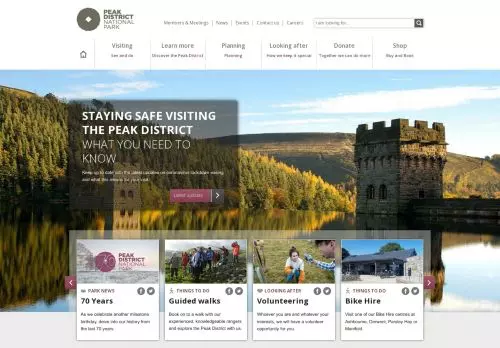 PEAK
DISTRICT
NATIONAL
PARK
Members & Meetings News Events Contact us Careers
I am looking for...
Visiting
See and do
Learn more
Discover the Peak District
Planning
Planning
Looking after
How we keep it special
Donate
Together we can do more
Shop
Buy and Book
STAYING SAFE VISITING
THE PEAK DISTRICT
WHAT YOU NEED TO
KNOW
Keep up to date with the latest updates on coronavirus lockdown easing
and what this means for your visit.
LATEST UPDATES
PEAK
DISTRICT
NATIONAL
PARK
PARK NEWS
70 Years
As we celebrate another milestone
birthday, delve into our history from
the last 70 years.
THINGS TO DO
Guided walks
Book on to a walk with our
experienced, knowledgeable rangers
and explore the Peak District with us.
LOOKING AFTER
Volunteering
Whoever you are and whatever your
interests, we will have a volunteer
opportunity for you.
THINGS TO DO
Bike Hire
Visit one of our Bike Hire centres at
Ashbourne, Derwent, Parsley Hay or